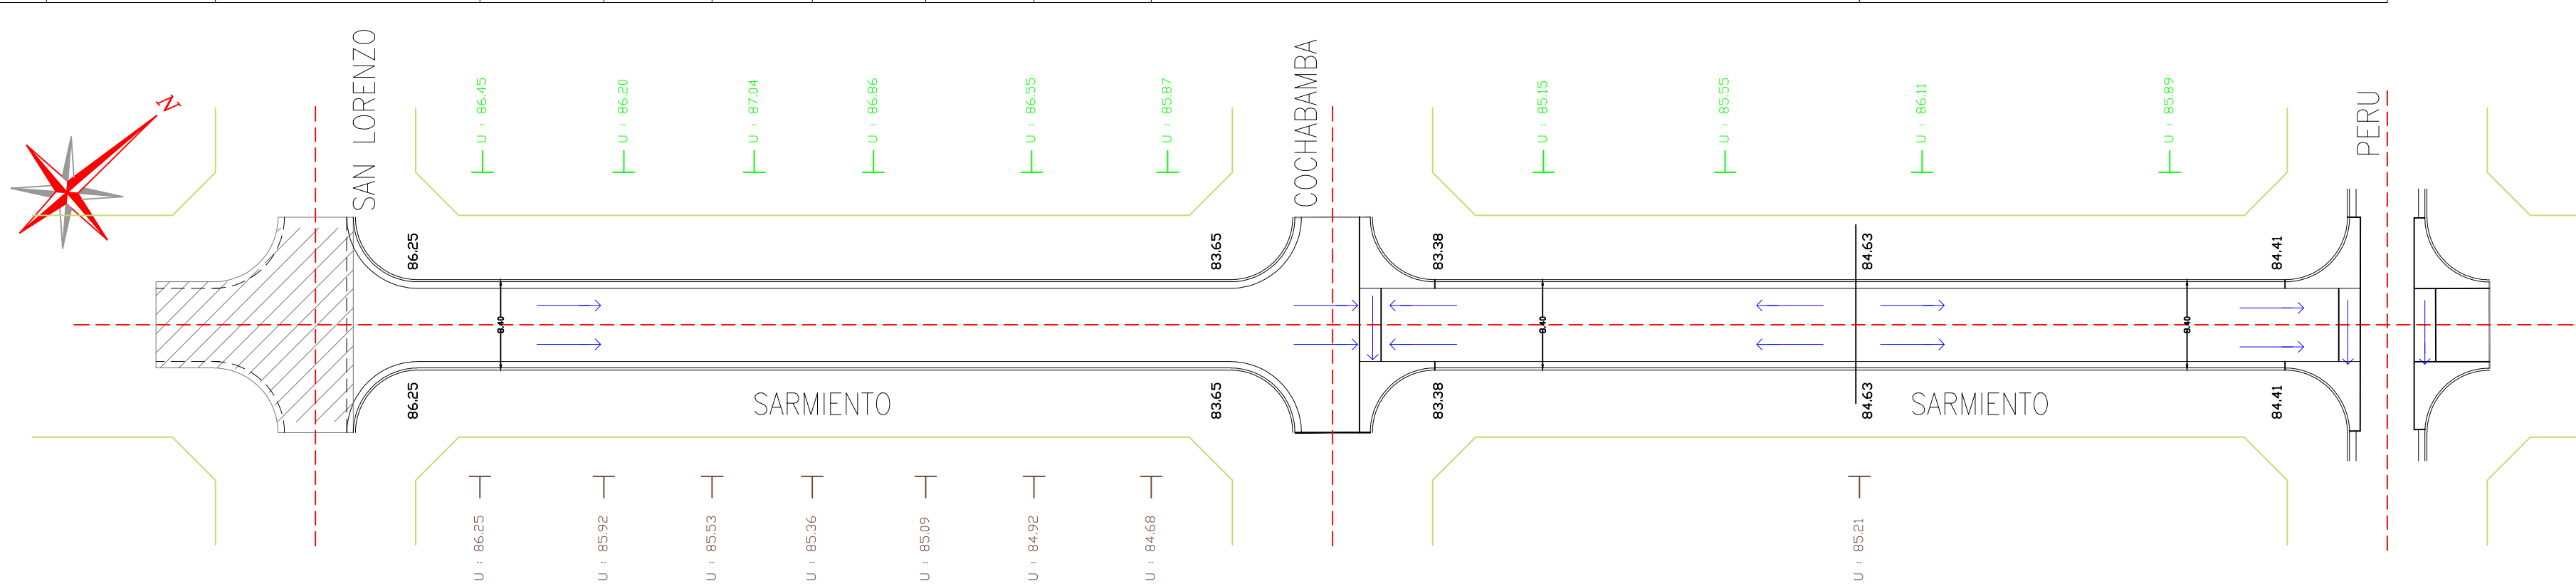 N
SAN LORENZO
COCHABAMBA
PERU
U : 86.45
U : 86.20
U : 87.04
U : 86.86
U : 86.55
U : 85.87
U : 85.15
U : 85.55
U : 86.11
U : 85.89
86.25
83.65
83.38
84.63
84.41
8.40
8.40
8.40
86.25
83.65
83.38
84.63
84.41
SARMIENTO
SARMIENTO
U : 86.25
U : 85.92
U : 85.53
U : 85.36
U : 85.09
U : 84.92
U : 84.68
U : 85.21